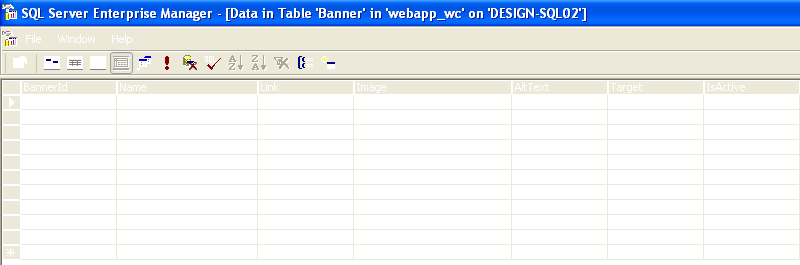 SQL Server Enterprise Manager - [Data in Table 'Banner' in 'webapp_wc' on 'DESIGN-SQL02']
File Window Help
BannerId Name Link Image AltText Target IsActive